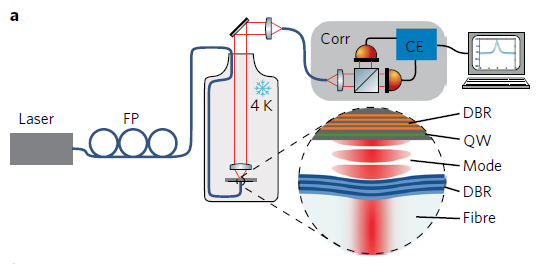 a
Laser
FP
4 K
Corr
CE
DBR
QW
Mode
DBR
Fibre